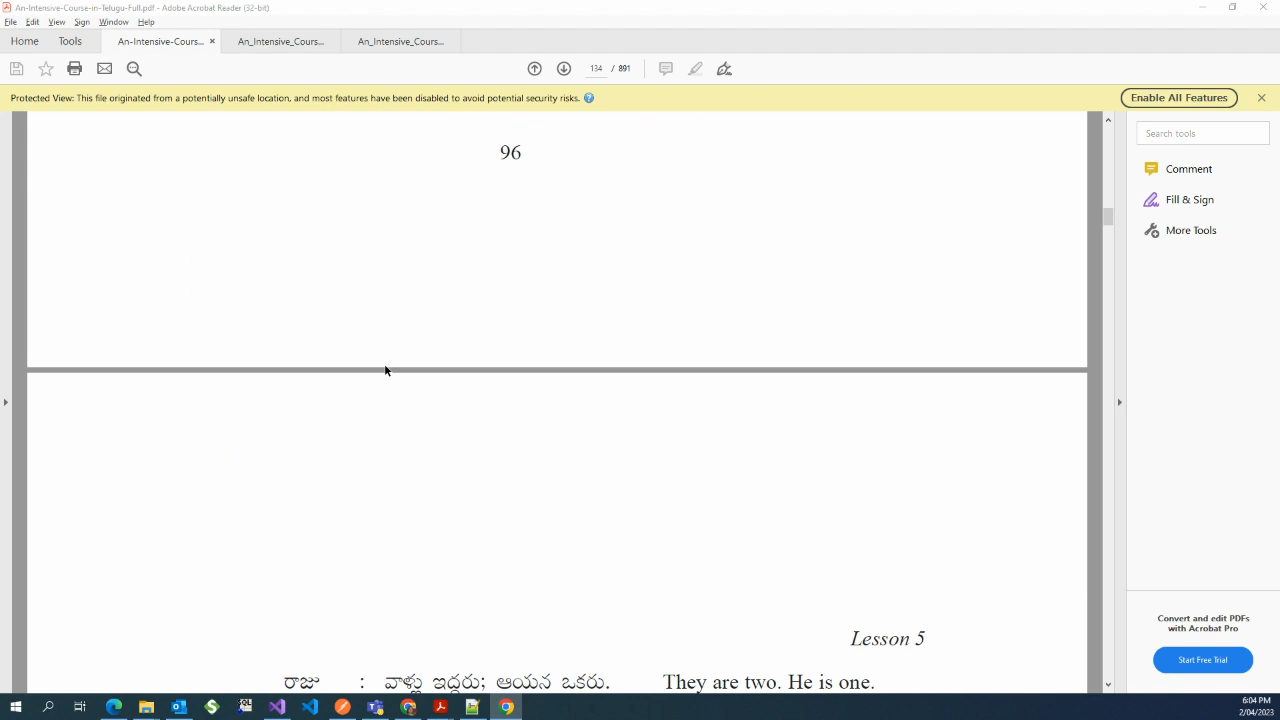 An-Intensive-Course-in-Telugu-Full.pdf - Adobe Acrobat Reader (32-bit)
File Edit View Sign Window Help
Home Tools An-Intensive-Cours... × An_Intensive_Cours... An_Intensive_Cours...
134 / 891
Protected View: This file originated from a potentially unsafe location, and most features have been disabled to avoid potential security risks. ? Enable All Features
Search tools
Comment
Fill & Sign
More Tools
96
Lesson 5
రాజు : వాళ్లు ఇద్దరు; ఆయన ఒకరు. They are two. He is one.
Convert and edit PDFs
with Acrobat Pro
Start Free Trial
6:04 PM
2/04/2023